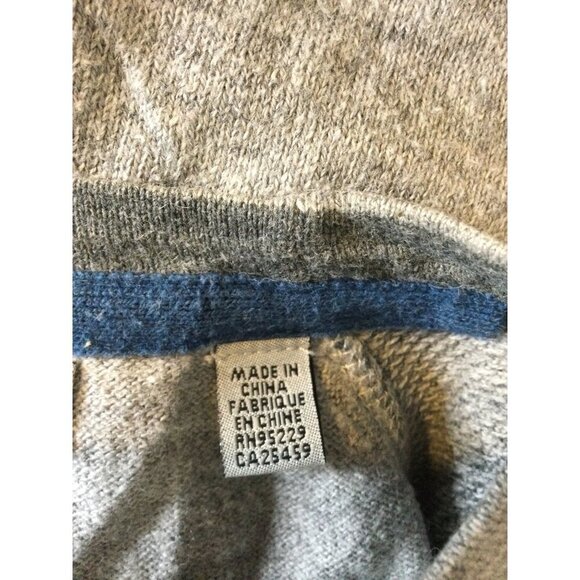 MADE IN
CHINA
FABRIQUE
EN CHINE
RN95229
CA25459